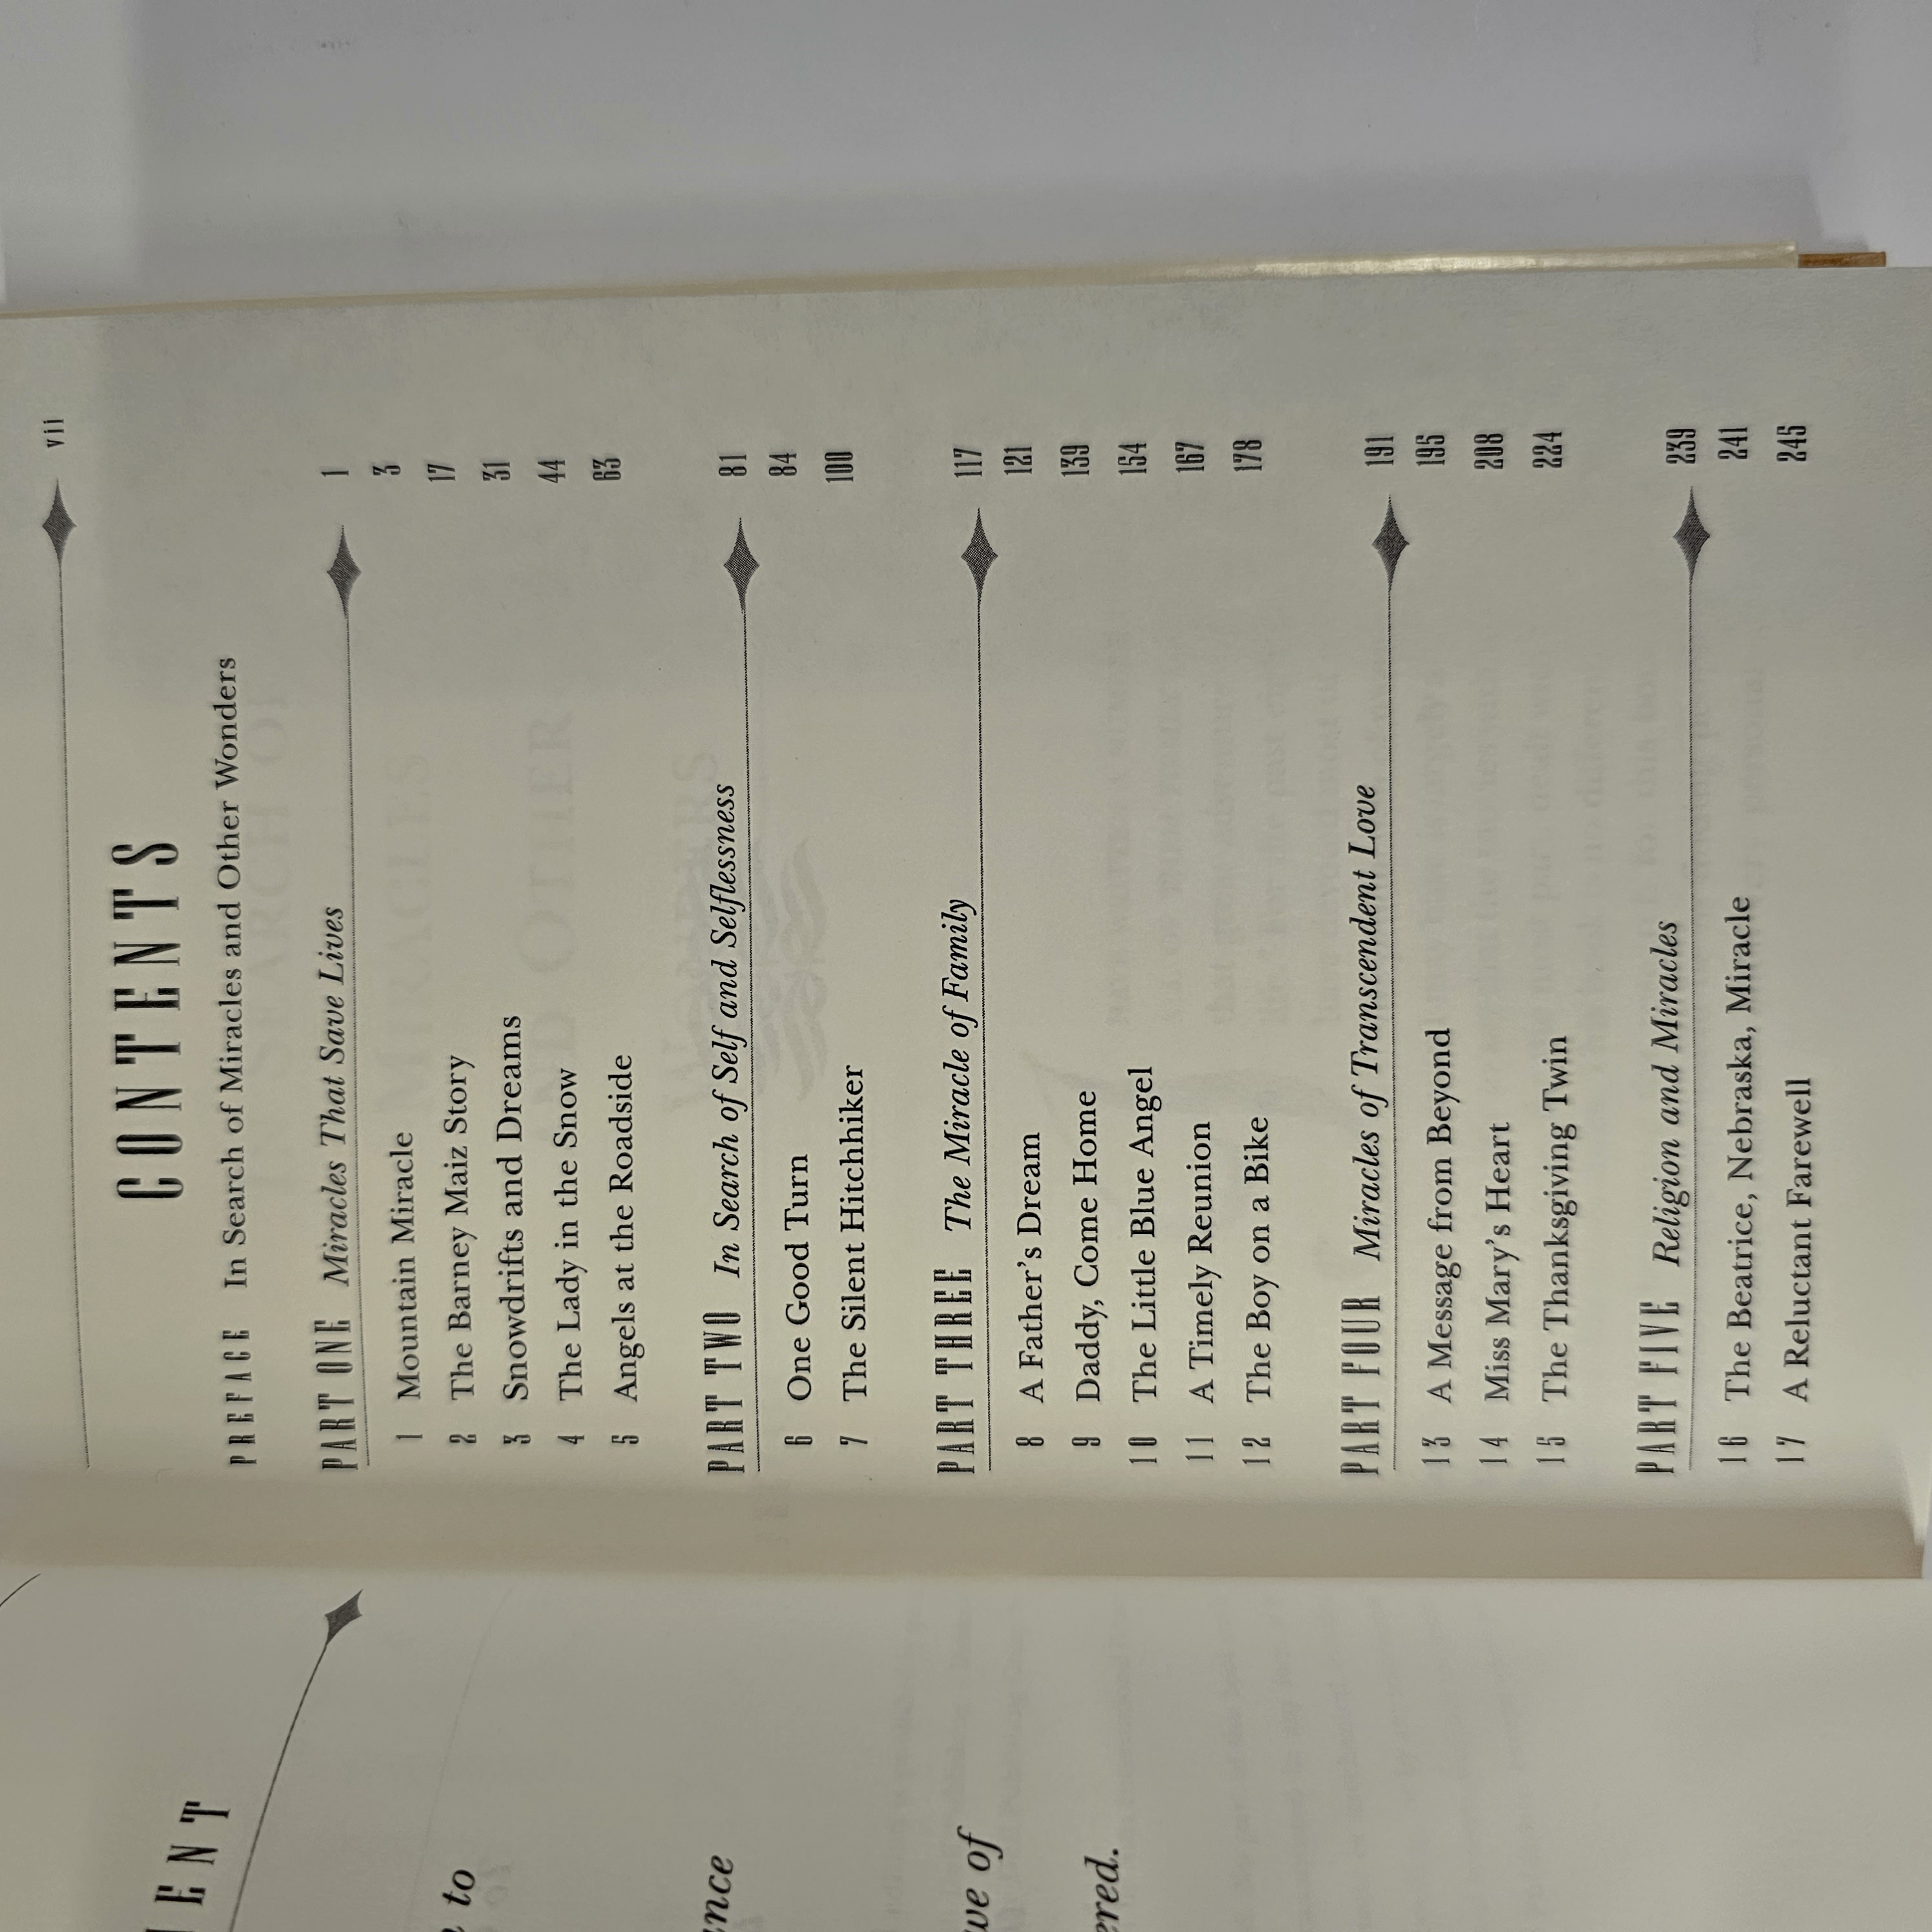 ENT
to
ance
we of
ered.
vii
CONTENTS
PREFACE In Search of Miracles and Other Wonders
PART ONE Miracles That Save Lives 1
1 Mountain Miracle 3
2 The Barney Maiz Story 17
3 Snowdrifts and Dreams 31
4 The Lady in the Snow 44
5 Angels at the Roadside 63
PART TWO In Search of Self and Selflessness 81
6 One Good Turn 84
7 The Silent Hitchhiker 100
PART THREE The Miracle of Family 117
8 A Father's Dream 121
9 Daddy, Come Home 139
10 The Little Blue Angel 154
11 A Timely Reunion 167
12 The Boy on a Bike 178
PART FOUR Miracles of Transcendent Love 191
13 A Message from Beyond 195
14 Miss Mary's Heart 208
15 The Thanksgiving Twin 224
PART FIVE Religion and Miracles 239
16 The Beatrice, Nebraska, Miracle 241
17 A Reluctant Farewell 245